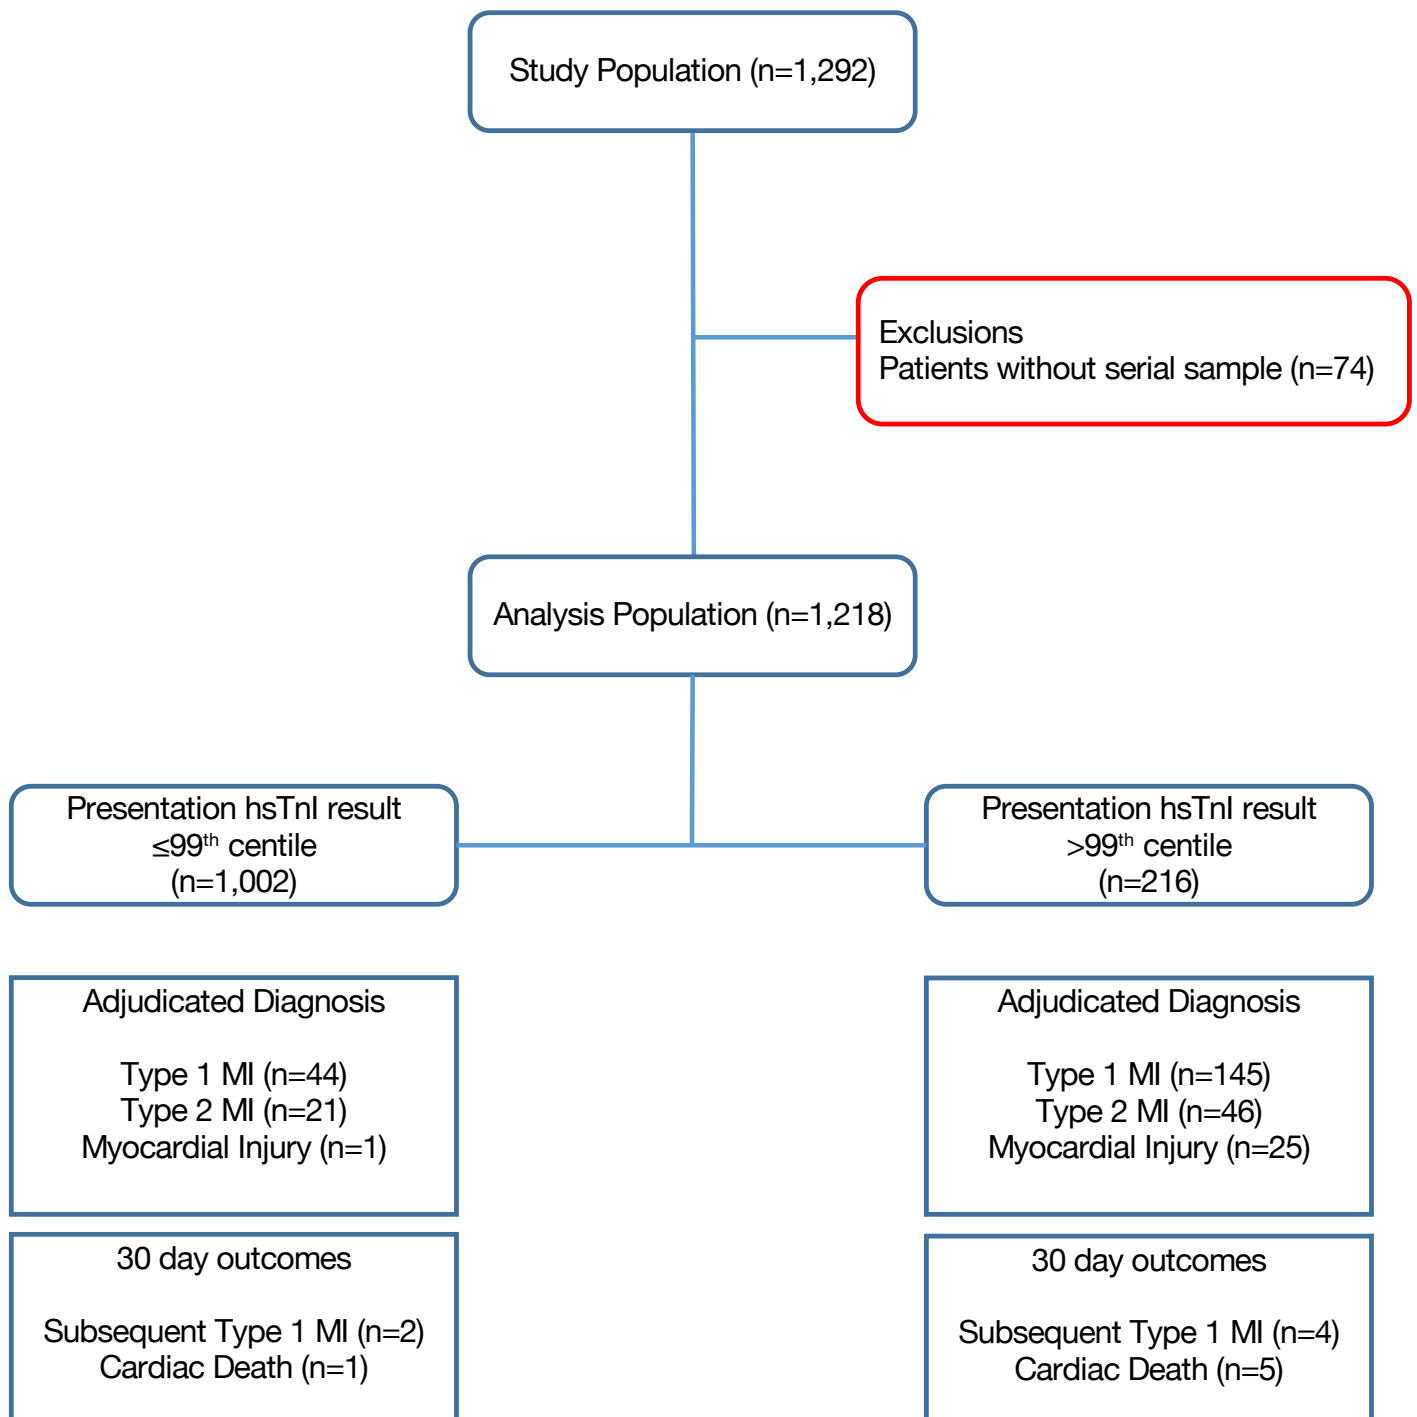 Study Population (n=1,292)
Exclusions
Patients without serial sample (n=74)
Analysis Population (n=1,218)
Presentation hsTnI result
≤99th centile
(n=1,002)
Presentation hsTnI result
>99th centile
(n=216)
Adjudicated Diagnosis
Type 1 MI (n=44)
Type 2 MI (n=21)
Myocardial Injury (n=1)
Adjudicated Diagnosis
Type 1 MI (n=145)
Type 2 MI (n=46)
Myocardial Injury (n=25)
30 day outcomes
Subsequent Type 1 MI (n=2)
Cardiac Death (n=1)
30 day outcomes
Subsequent Type 1 MI (n=4)
Cardiac Death (n=5)